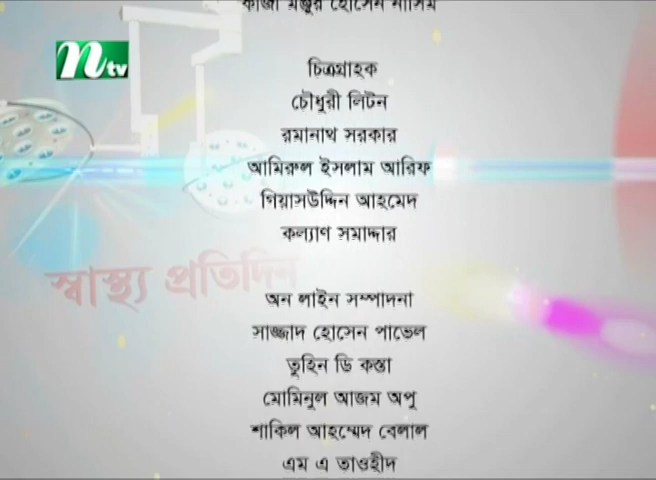 কাজী মঞ্জুর হোসেন নাসিম
ntv
চিত্রগ্রাহক
চৌধুরী লিটন
রমানাথ সরকার
আমিরুল ইসলাম আরিফ
গিয়াসউদ্দিন আহমেদ
কল্যাণ সমাদ্দার
স্বাস্থ্য প্রতিদিন
অন লাইন সম্পাদনা
সাজ্জাদ হোসেন পাভেল
তুহিন ডি কস্তা
মোমিনুল আজম অপু
শাকিল আহম্মেদ বেলাল
এম এ তাওহীদ